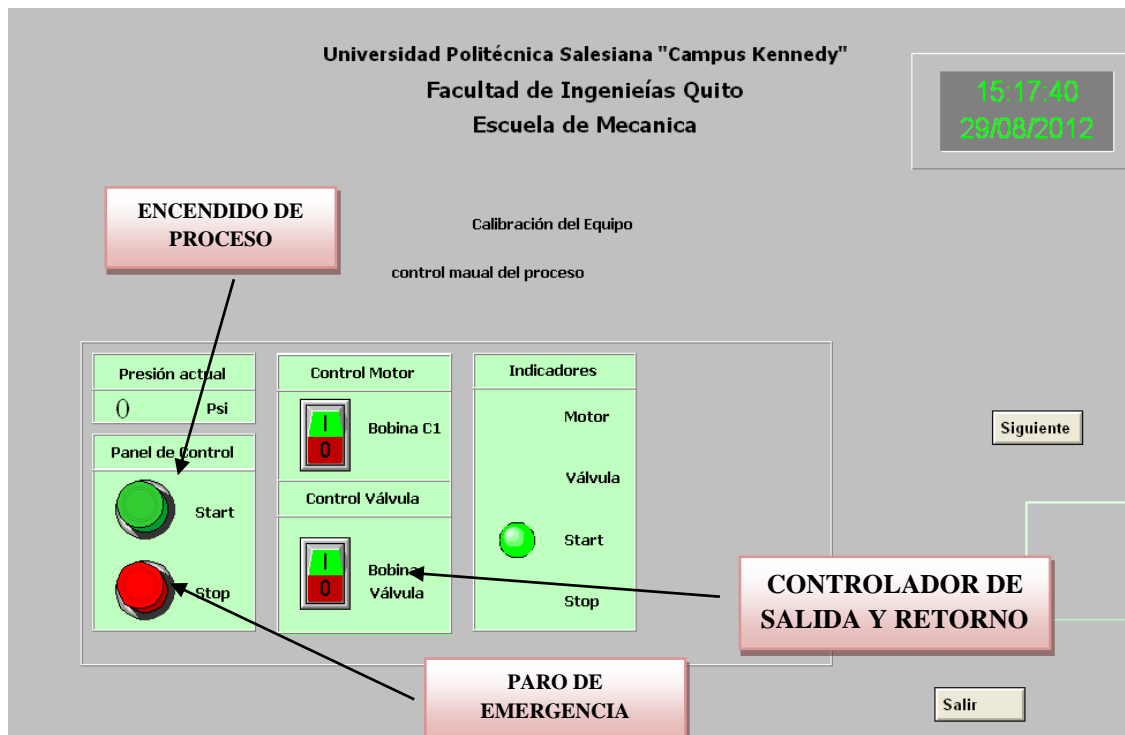 Universidad Politécnica Salesiana "Campus Kennedy"
Facultad de Ingenieías Quito
Escuela de Mecanica
15:17:40
29/08/2012
ENCENDIDO DE
PROCESO
Calibración del Equipo
control maual del proceso
Presión actual
0 Psi
Panel de Control
Start
Stop
Control Motor
I
0
Bobina C1
Control Válvula
I
0
Bobina
Válvula
Indicadores
Motor
Válvula
Start
Stop
Siguiente
CONTROLADOR DE
SALIDA Y RETORNO
PARO DE
EMERGENCIA
Salir